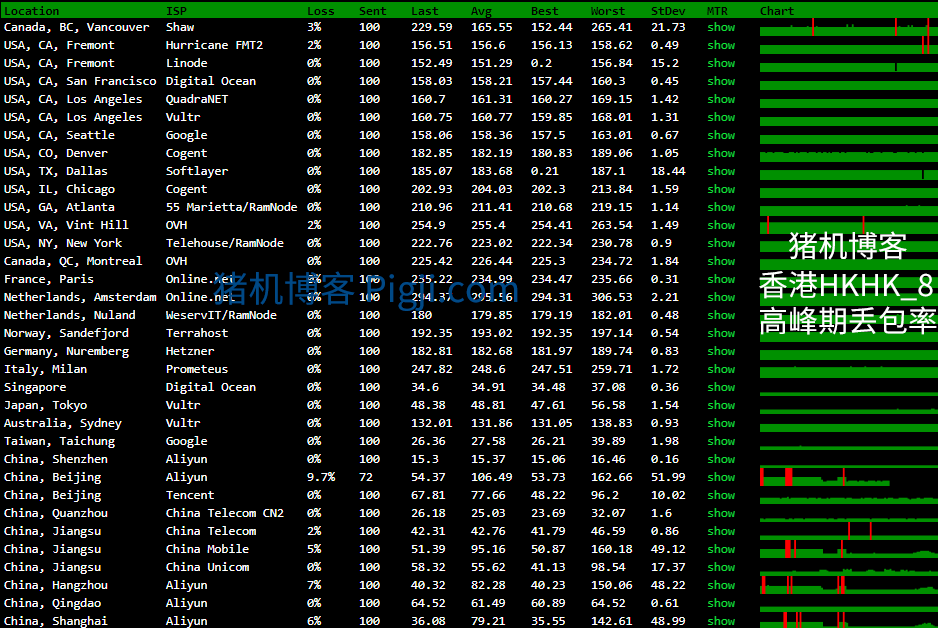 Location ISP Loss Sent Last Avg Best Worst StDev MTR Chart
Canada, BC, Vancouver Shaw 3% 100 229.59 165.55 152.44 265.41 21.73 show
USA, CA, Fremont Hurricane FMT2 2% 100 156.51 156.6 156.13 158.62 0.49 show
USA, CA, Fremont Linode 0% 100 152.49 151.29 0.2 156.84 15.2 show
USA, CA, San Francisco Digital Ocean 0% 100 158.03 158.21 157.44 160.3 0.45 show
USA, CA, Los Angeles QuadraNET 0% 100 160.7 161.31 160.27 169.15 1.42 show
USA, CA, Los Angeles Vultr 0% 100 160.75 160.77 159.85 168.01 1.31 show
USA, CA, Seattle Google 0% 100 158.06 158.36 157.5 163.01 0.67 show
USA, CO, Denver Cogent 0% 100 182.85 182.19 180.83 189.06 1.05 show
USA, TX, Dallas Softlayer 0% 100 185.07 183.68 0.21 187.1 18.44 show
USA, IL, Chicago Cogent 0% 100 202.93 204.03 202.3 213.84 1.59 show
USA, GA, Atlanta 55 Marietta/RamNode 0% 100 210.96 211.41 210.68 219.15 1.14 show
USA, VA, Vint Hill OVH 2% 100 254.9 255.4 254.41 263.54 1.49 show
USA, NY, New York Telehouse/RamNode 0% 100 222.76 223.02 222.34 230.78 0.9 show
Canada, QC, Montreal OVH 0% 100 225.42 226.44 225.3 234.72 1.84 show
France, Paris Online.net 0% 100 235.22 234.99 234.47 235.66 0.31 show
Netherlands, Amsterdam Online.net 0% 100 294.37 295.56 294.31 306.53 2.21 show
Netherlands, Nuland WeservIT/RamNode 0% 100 180 179.85 179.19 182.01 0.48 show
Norway, Sandefjord Terrahost 0% 100 192.35 193.02 192.35 197.14 0.54 show
Germany, Nuremberg Hetzner 0% 100 182.81 182.68 181.97 189.74 0.83 show
Italy, Milan Prometeus 0% 100 247.82 248.6 247.51 259.71 1.72 show
Singapore Digital Ocean 0% 100 34.6 34.91 34.48 37.08 0.36 show
Japan, Tokyo Vultr 0% 100 48.38 48.81 47.61 56.58 1.54 show
Australia, Sydney Vultr 0% 100 132.01 131.86 131.05 138.83 0.93 show
Taiwan, Taichung Google 0% 100 26.36 27.58 26.21 39.89 1.98 show
China, Shenzhen Aliyun 0% 100 15.3 15.37 15.06 16.46 0.16 show
China, Beijing Aliyun 9.7% 72 54.37 106.49 53.73 162.66 51.99 show
China, Beijing Tencent 0% 100 67.81 77.66 48.22 96.2 10.02 show
China, Quanzhou China Telecom CN2 0% 100 26.18 25.03 23.69 32.07 1.6 show
China, Jiangsu China Telecom 2% 100 42.31 42.76 41.79 46.59 0.86 show
China, Jiangsu China Mobile 5% 100 51.39 95.16 50.87 160.18 49.12 show
China, Jiangsu China Unicom 0% 100 58.32 55.62 41.13 98.54 17.37 show
China, Hangzhou Aliyun 7% 100 40.32 82.28 40.23 150.06 48.22 show
China, Qingdao Aliyun 0% 100 64.52 61.49 60.89 64.52 0.61 show
China, Shanghai Aliyun 6% 100 36.08 79.21 35.55 142.61 48.99 show
猪机博客
香港HKHK_8
高峰期丢包率
猪机博客 Pigji.com